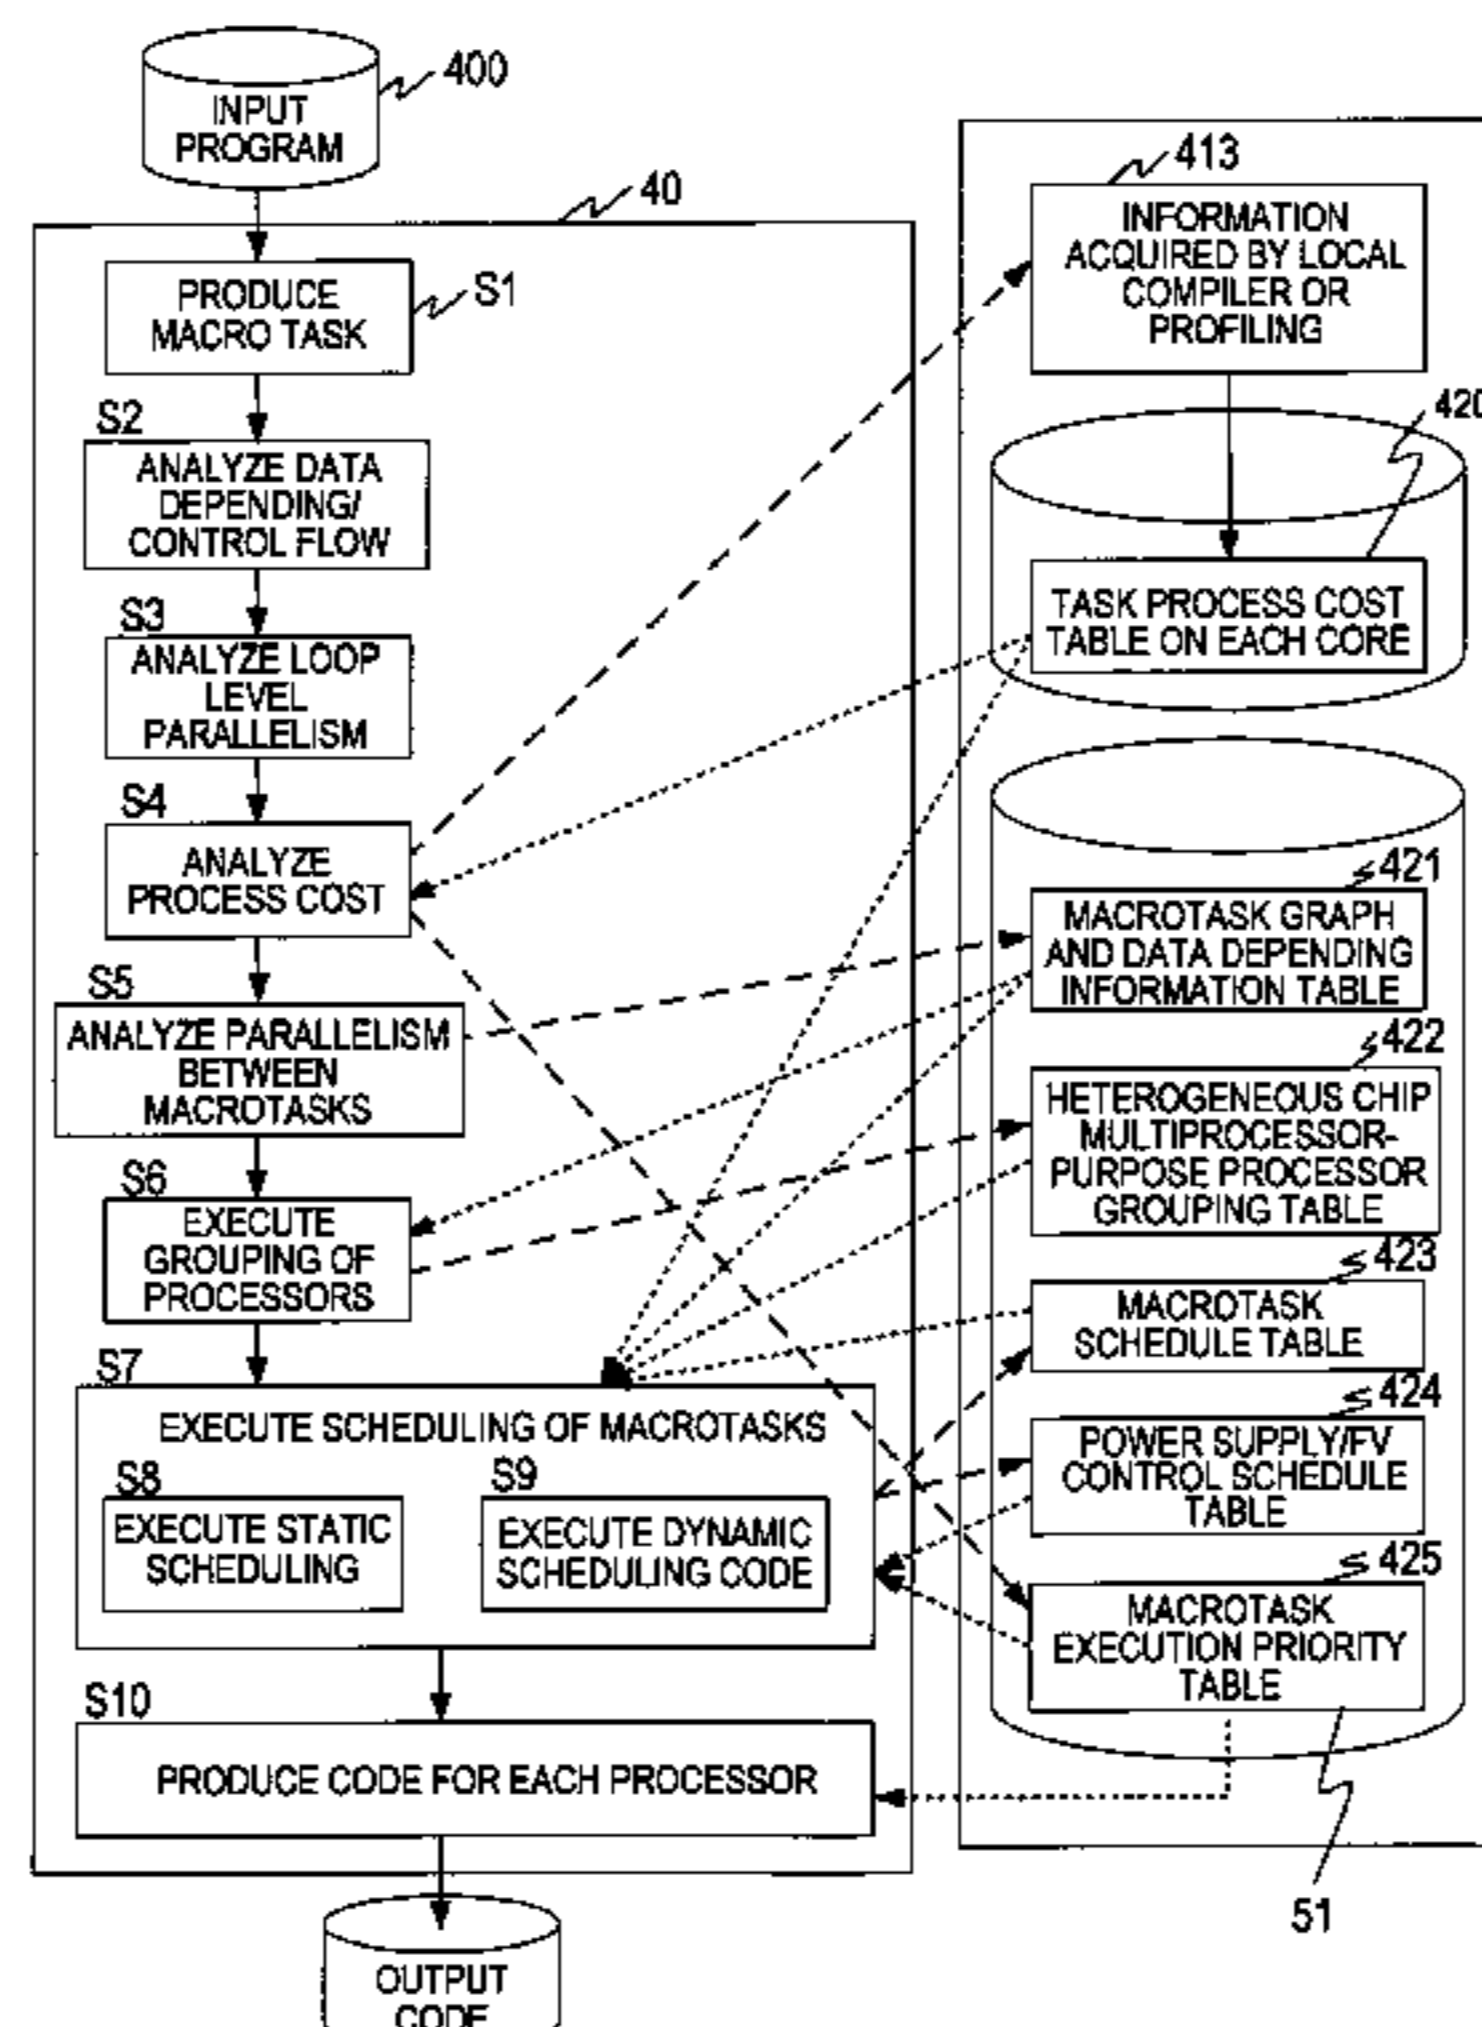 INPUT
PROGRAM
400
40
PRODUCE
MACRO TASK
S1
S2
ANALYZE DATA
DEPENDING/
CONTROL FLOW
S3
ANALYZE LOOP
LEVEL
PARALLELISM
S4
ANALYZE
PROCESS COST
S5
ANALYZE PARALLELISM
BETWEEN
MACROTASKS
S6
EXECUTE
GROUPING OF
PROCESSORS
S7
EXECUTE SCHEDULING OF MACROTASKS
S8
EXECUTE STATIC
SCHEDULING
S9
EXECUTE DYNAMIC
SCHEDULING CODE
S10
PRODUCE CODE FOR EACH PROCESSOR
OUTPUT
CODE
413
INFORMATION
ACQUIRED BY LOCAL
COMPILER OR
PROFILING
420
TASK PROCESS COST
TABLE ON EACH CORE
421
MACROTASK GRAPH
AND DATA DEPENDING
INFORMATION TABLE
422
HETEROGENEOUS CHIP
MULTIPROCESSOR-
PURPOSE PROCESSOR
GROUPING TABLE
423
MACROTASK
SCHEDULE TABLE
424
POWER SUPPLY/FV
CONTROL SCHEDULE
TABLE
425
MACROTASK
EXECUTION PRIORITY
TABLE
51